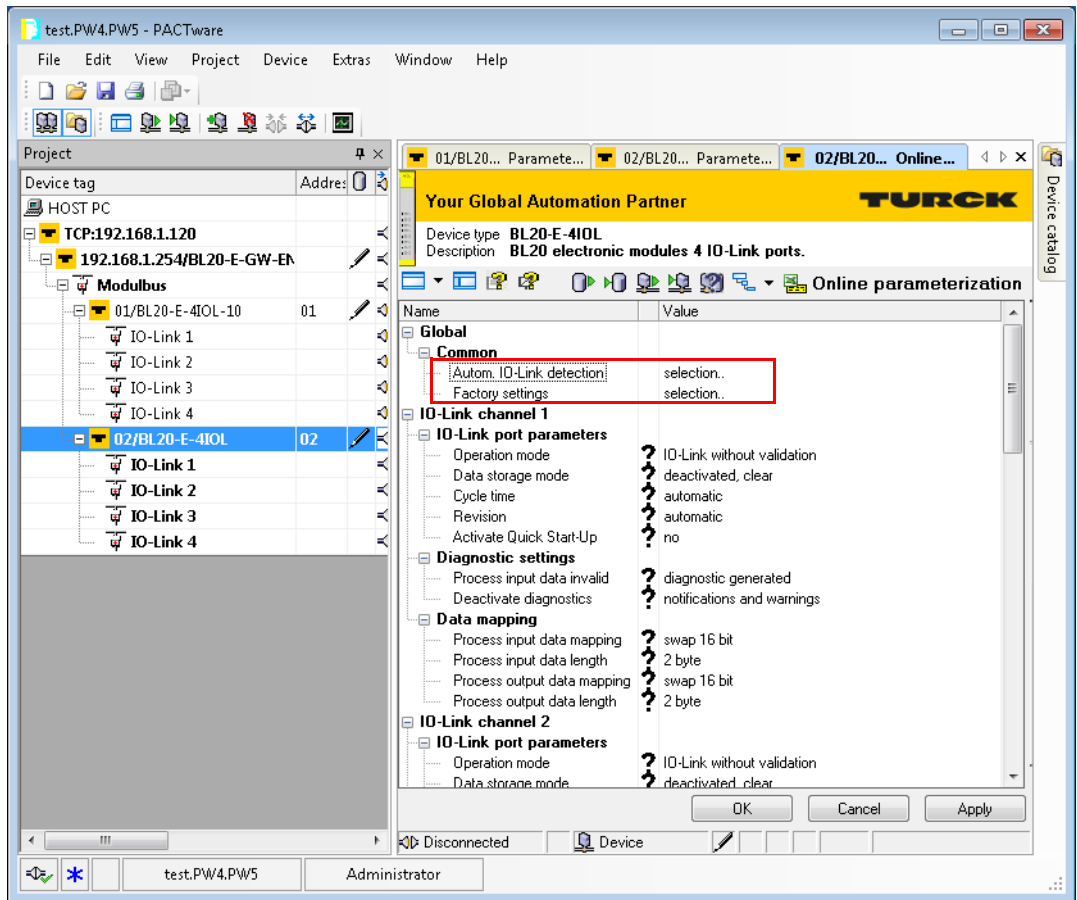 test.PW4.PW5 - PACTware
File Edit View Project Device Extras Window Help
Project
Device tag Addre:
HOST PC
TCP:192.168.1.120
192.168.1.254/BL20-E-GW-EN
Modulbus
01/BL20-E-4IOL-10 01
IO-Link 1
IO-Link 2
IO-Link 3
IO-Link 4
02/BL20-E-4IOL 02
IO-Link 1
IO-Link 2
IO-Link 3
IO-Link 4
01/BL20... Paramete... 02/BL20... Paramete... 02/BL20... Online...
Your Global Automation Partner TURCK
Device type BL20-E-4IOL
Description BL20 electronic modules 4 IO-Link ports.
Online parameterization
Name Value
Global
Common
Autom. IO-Link detection selection..
Factory settings selection..
IO-Link channel 1
IO-Link port parameters
Operation mode ? IO-Link without validation
Data storage mode ? deactivated, clear
Cycle time ? automatic
Revision ? automatic
Activate Quick Start-Up ? no
Diagnostic settings
Process input data invalid ? diagnostic generated
Deactivate diagnostics ? notifications and warnings
Data mapping
Process input data mapping ? swap 16 bit
Process input data length ? 2 byte
Process output data mapping ? swap 16 bit
Process output data length ? 2 byte
IO-Link channel 2
IO-Link port parameters
Operation mode ? IO-Link without validation
Data storage mode ? deactivated, clear
OK Cancel Apply
Disconnected Device
Device catalog
test.PW4.PW5 Administrator